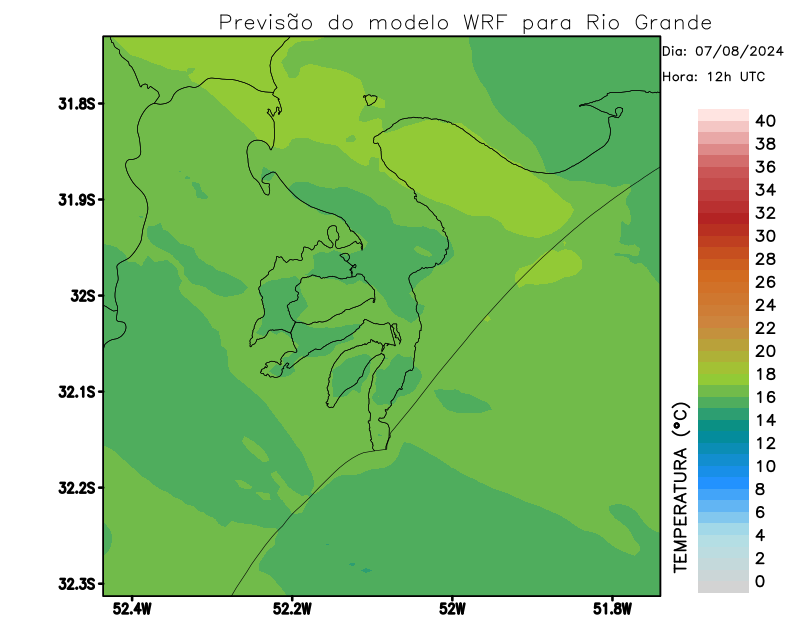 Previsão do modelo WRF para Rio Grande
Dia: 07/08/2024
Hora: 12h UTC
31.8S
31.9S
32S
32.1S
32.2S
32.3S
52.4W
52.2W
52W
51.8W
TEMPERATURA (°C)
40
38
36
34
32
30
28
26
24
22
20
18
16
14
12
10
8
6
4
2
0